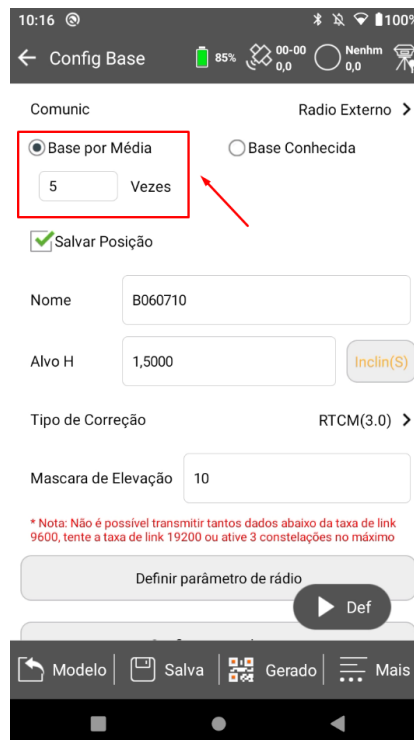 10:16 100%
Config Base 85% 00-00 0,0 Nenhm 0,0
Comunic Radio Externo >
Base por Média Base Conhecida
5 Vezes
Salvar Posição
Nome B060710
Alvo H 1,5000 Inclin(S)
Tipo de Correção RTCM(3.0) >
Mascara de Elevação 10
* Nota: Não é possível transmitir tantos dados abaixo da taxa de link
9600, tente a taxa de link 19200 ou ative 3 constelações no máximo
Definir parâmetro de rádio
Def
Modelo Salva Gerado Mais